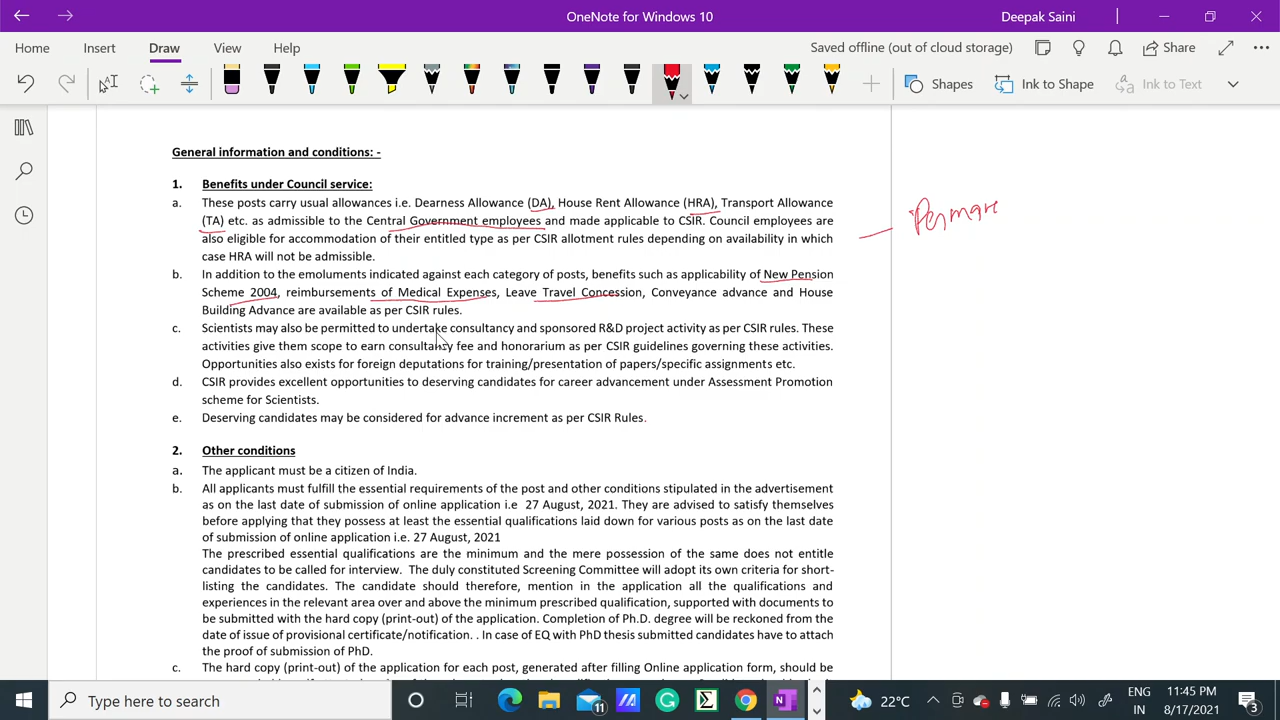 OneNote for Windows 10
Deepak Saini
Home Insert Draw View Help
Saved offline (out of cloud storage)
Share
Shapes
Ink to Shape
Ink to Text
General information and conditions: -
1. Benefits under Council service:
a. These posts carry usual allowances i.e. Dearness Allowance (DA), House Rent Allowance (HRA), Transport Allowance
(TA) etc. as admissible to the Central Government employees and made applicable to CSIR. Council employees are
also eligible for accommodation of their entitled type as per CSIR allotment rules depending on availability in which
case HRA will not be admissible.
b. In addition to the emoluments indicated against each category of posts, benefits such as applicability of New Pension
Scheme 2004, reimbursements of Medical Expenses, Leave Travel Concession, Conveyance advance and House
Building Advance are available as per CSIR rules.
c. Scientists may also be permitted to undertake consultancy and sponsored R&D project activity as per CSIR rules. These
activities give them scope to earn consultancy fee and honorarium as per CSIR guidelines governing these activities.
Opportunities also exists for foreign deputations for training/presentation of papers/specific assignments etc.
d. CSIR provides excellent opportunities to deserving candidates for career advancement under Assessment Promotion
scheme for Scientists.
e. Deserving candidates may be considered for advance increment as per CSIR Rules.
2. Other conditions
a. The applicant must be a citizen of India.
b. All applicants must fulfill the essential requirements of the post and other conditions stipulated in the advertisement
as on the last date of submission of online application i.e 27 August, 2021. They are advised to satisfy themselves
before applying that they possess at least the essential qualifications laid down for various posts as on the last date
of submission of online application i.e. 27 August, 2021
The prescribed essential qualifications are the minimum and the mere possession of the same does not entitle
candidates to be called for interview. The duly constituted Screening Committee will adopt its own criteria for short-
listing the candidates. The candidate should therefore, mention in the application all the qualifications and
experiences in the relevant area over and above the minimum prescribed qualification, supported with documents to
be submitted with the hard copy (print-out) of the application. Completion of Ph.D. degree will be reckoned from the
date of issue of provisional certificate/notification. . In case of EQ with PhD thesis submitted candidates have to attach
the proof of submission of PhD.
c. The hard copy (print-out) of the application for each post, generated after filling Online application form, should be
Type here to search
11
22°C
ENG
IN
11:45 PM
8/17/2021
3